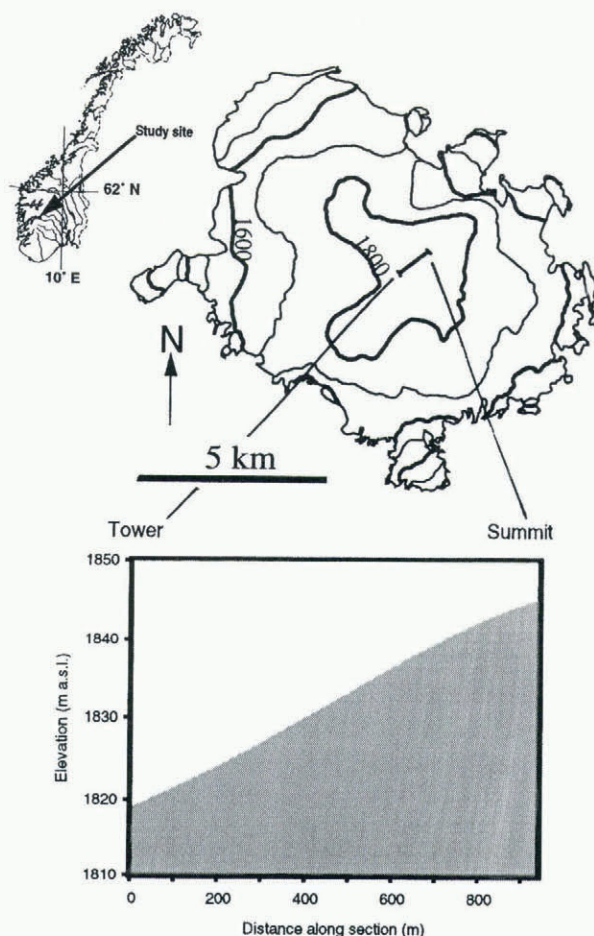 Study site
62° N
10° E
1600
1800
N
5 km
Tower
Summit
1850
1840
1830
1820
1810
Elevation (m a.s.l.)
0
200
400
600
800
Distance along section (m)